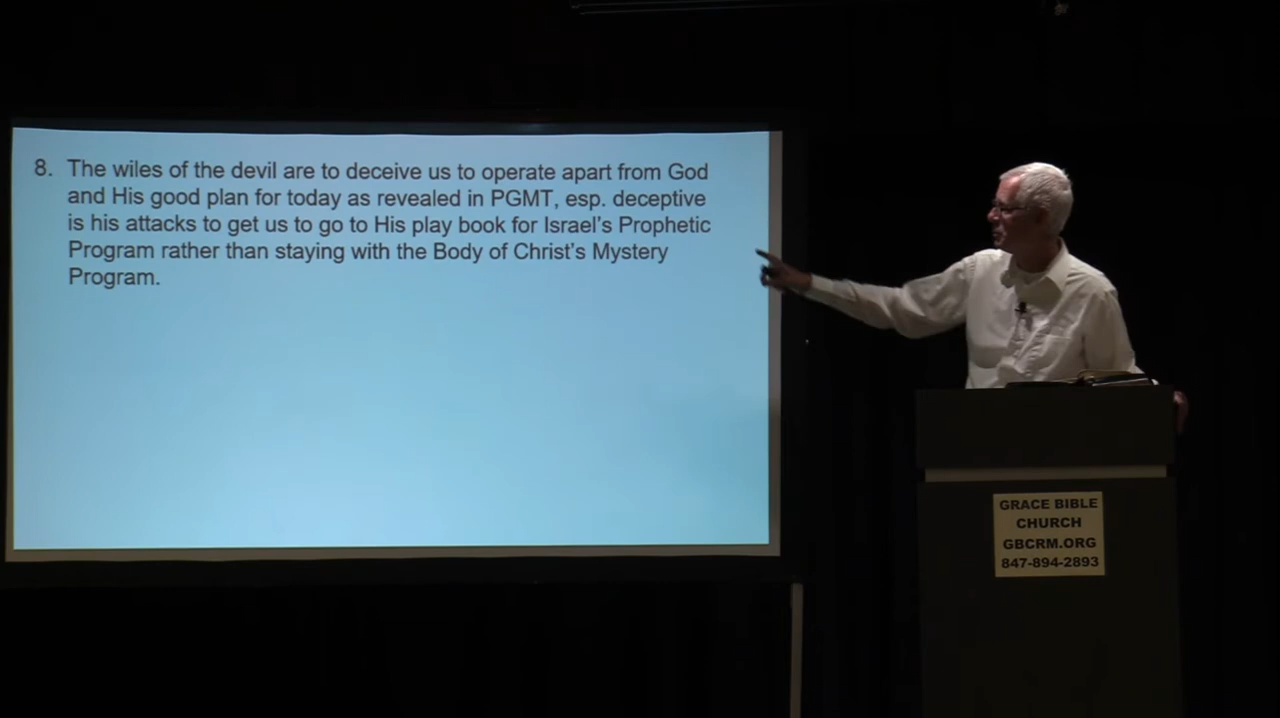 8. The wiles of the devil are to deceive us to operate apart from God
and His good plan for today as revealed in PGMT, esp. deceptive
is his attacks to get us to go to His play book for Israel's Prophetic
Program rather than staying with the Body of Christ's Mystery
Program.
GRACE BIBLE
CHURCH
GBCRM.ORG
847-894-2893